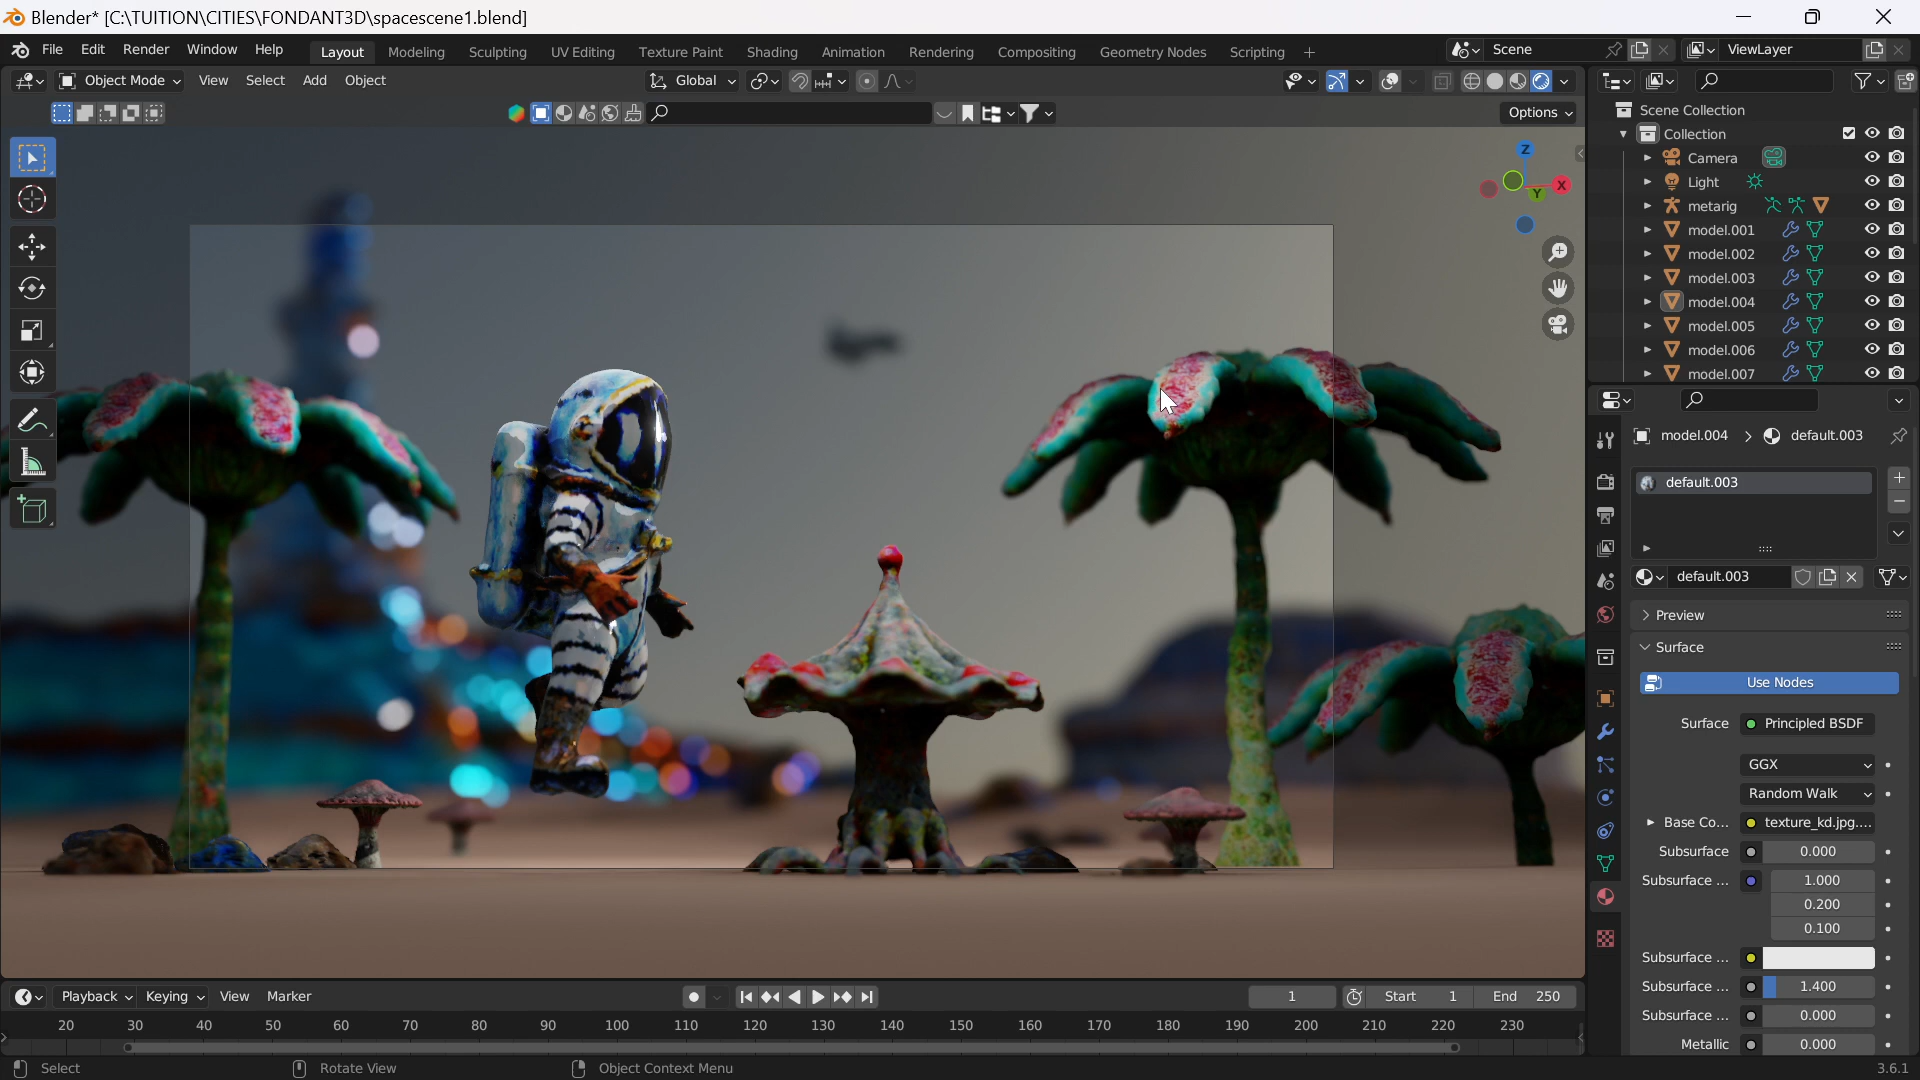 Blender* [C:\TUITION\CITIES\FONDANT3D\spacescene1.blend]
File Edit Render Window Help Layout Modeling Sculpting UV Editing Texture Paint Shading Animation Rendering Compositing Geometry Nodes Scripting + Scene ViewLayer
Object Mode View Select Add Object Global
Options
Z
X
Y
Scene Collection
Collection
Camera
Light
metarig
model.001
model.002
model.003
model.004
model.005
model.006
model.007
model.004 > default.003
default.003
default.003
Preview
Surface
Use Nodes
Surface Principled BSDF
GGX
Random Walk
Base Co... texture_kd.jpg....
Subsurface 0.000
Subsurface ... 1.000
0.200
0.100
Subsurface ...
Subsurface ... 1.400
Subsurface ... 0.000
Metallic 0.000
Playback Keying View Marker 1 Start 1 End 250
20 30 40 50 60 70 80 90 100 110 120 130 140 150 160 170 180 190 200 210 220 230
Select Rotate View Object Context Menu 3.6.1